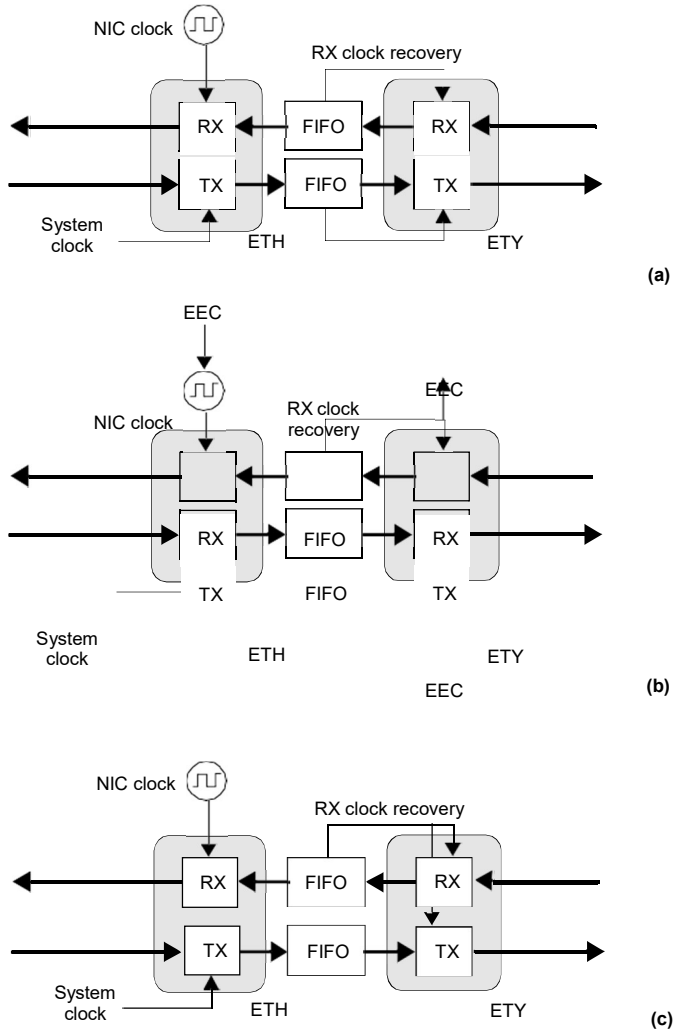 NIC clock
RX clock recovery
RX
FIFO
RX
TX
FIFO
TX
System
clock
ETH
ETY
(a)
EEC
EEC
NIC clock
RX clock
recovery
RX
FIFO
RX
TX
FIFO
TX
System
clock
ETH
ETY
EEC
(b)
NIC clock
RX clock recovery
RX
FIFO
RX
TX
FIFO
TX
System
clock
ETH
ETY
(c)